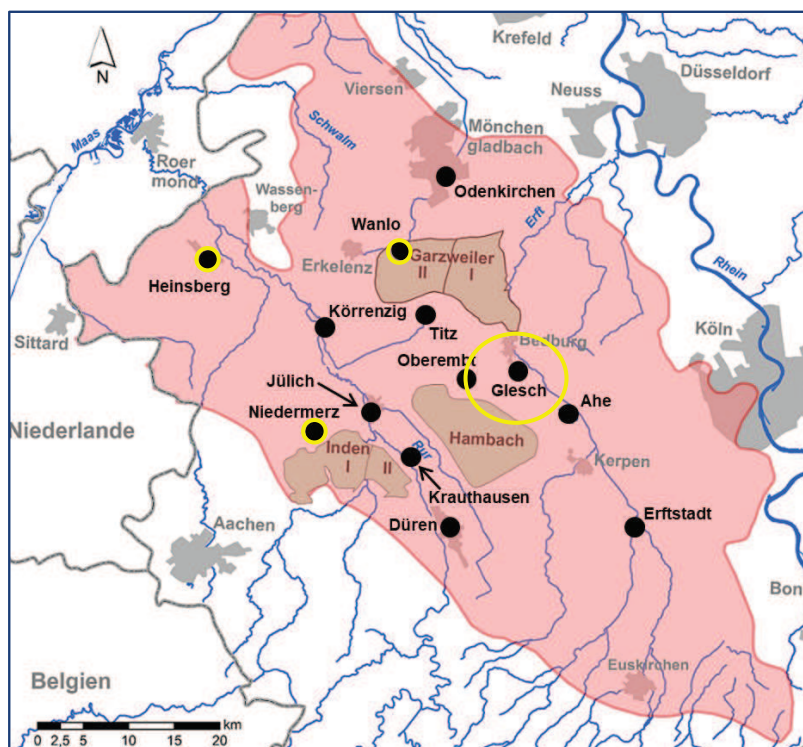 Krefeld
Düsseldorf
Neuss
Viersen
N
Maas
Schwalm
Mönchen
gladbach
Roer
mond
Odenkirchen
Wassen-
berg
Erft
Wanlo
Erkelenz
Garzweiler
II
I
Rhein
Heinsberg
Körrenzig
Titz
Sittard
Bedburg
Köln
Oberembt
Glesch
Jülich
Ahe
Niedermerz
Niederlande
Hambach
Inden
I
II
Rur
Kerpen
Krauthausen
Aachen
Düren
Erftstadt
Bon
Euskirchen
Belgien
km
0 2,5 5 10 15 20